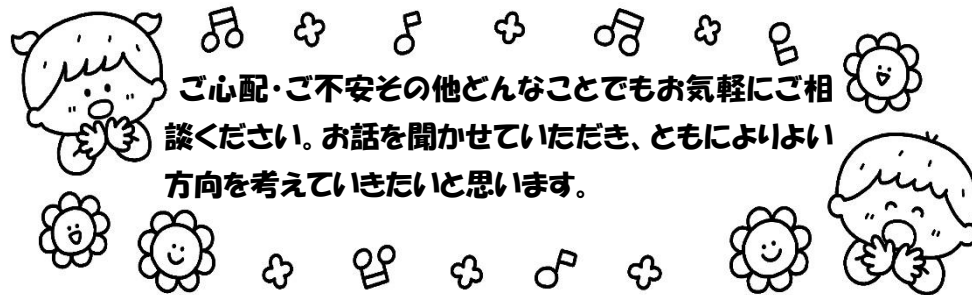 ご心配・ご不安その他どんなことでもお気軽にご相
談ください。お話を聞かせていただき、ともによりよい
方向を考えていきたいと思います。